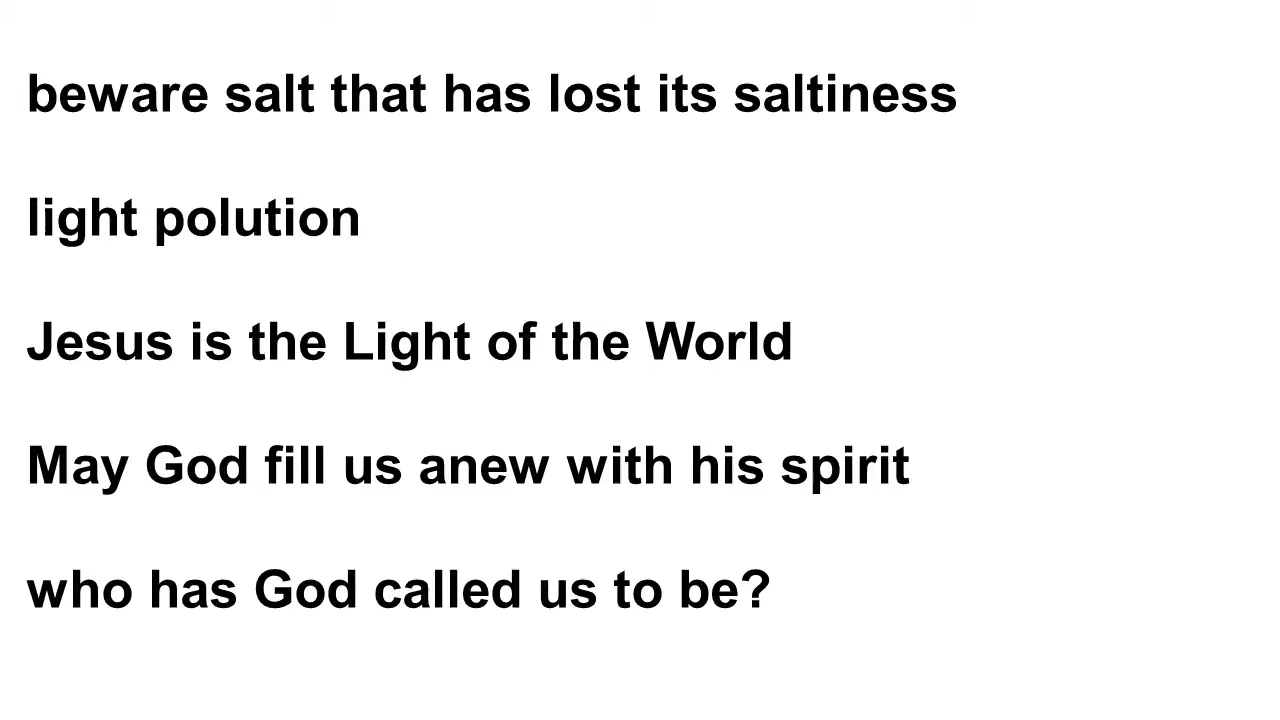 beware salt that has lost its saltiness
light polution
Jesus is the Light of the World
May God fill us anew with his spirit
who has God called us to be?